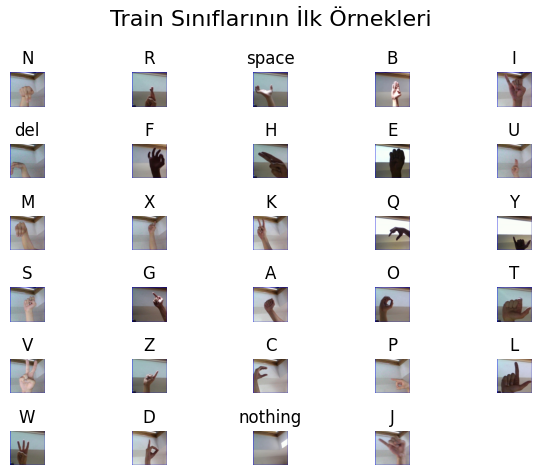 Train Sınıflarının İlk Örnekleri
N R space B I
del F H E U
M X K Q Y
S G A O T
V Z C P L
W D nothing J